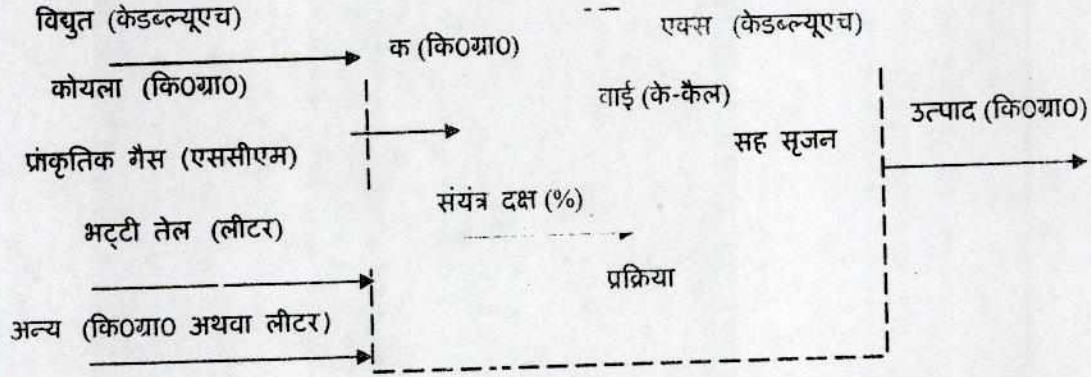 विद्युत (केडब्ल्यूएच)
क (कि0ग्रा0)
एक्स (केडब्ल्यूएच)
कोयला (कि0ग्रा0)
वाई (के-कैल)
उत्पाद (कि0ग्रा0)
सह सृजन
प्राकृतिक गैस (एससीएम)
संयंत्र दक्ष (%)
भट्टी तेल (लीटर)
प्रक्रिया
अन्य (कि0ग्रा0 अथवा लीटर)